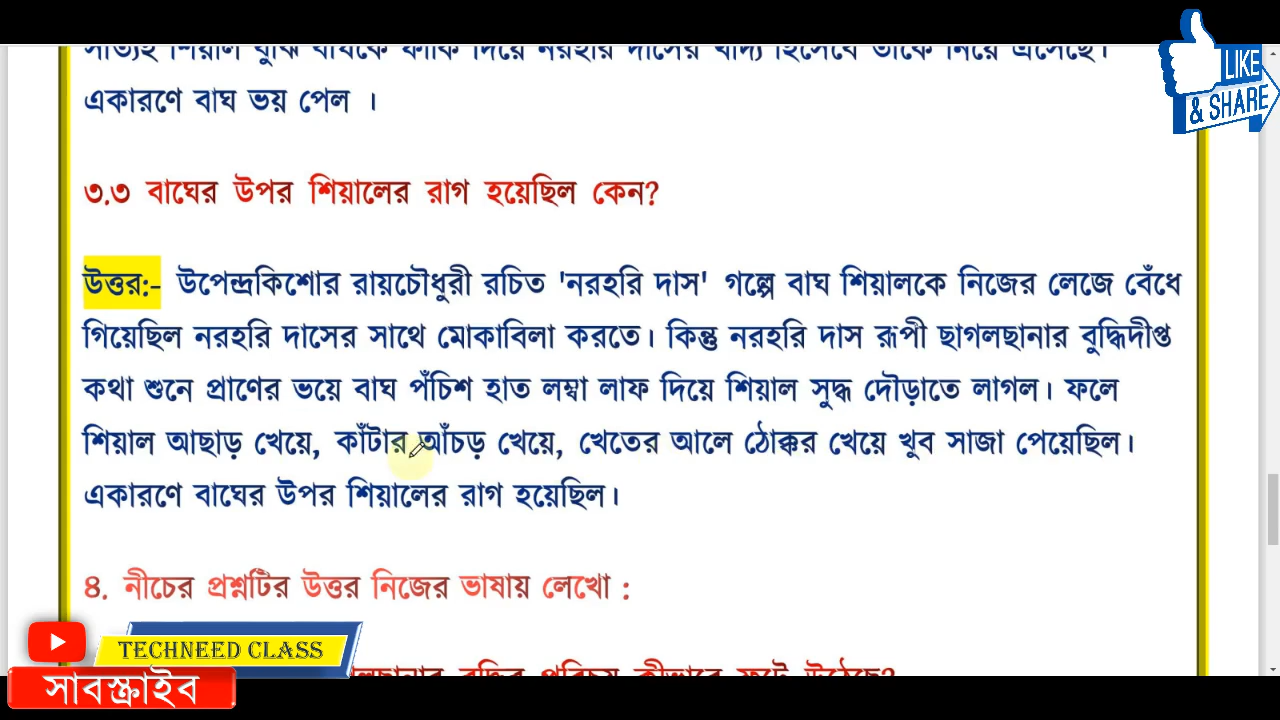 একারণে বাঘ ভয় পেল ।
৩.৩ বাঘের উপর শিয়ালের রাগ হয়েছিল কেন?
উত্তর:- উপেন্দ্রকিশোর রায়চৌধুরী রচিত 'নরহরি দাস' গল্পে বাঘ শিয়ালকে নিজের লেজে বেঁধে
গিয়েছিল নরহরি দাসের সাথে মোকাবিলা করতে। কিন্তু নরহরি দাস রূপী ছাগলছানার বুদ্ধিদীপ্ত
কথা শুনে প্রাণের ভয়ে বাঘ পঁচিশ হাত লম্বা লাফ দিয়ে শিয়াল সুদ্ধ দৌড়াতে লাগল। ফলে
শিয়াল আছাড় খেয়ে, কাঁটার আঁচড় খেয়ে, খেতের আলে ঠোক্কর খেয়ে খুব সাজা পেয়েছিল।
একারণে বাঘের উপর শিয়ালের রাগ হয়েছিল।
৪. নীচের প্রশ্নটির উত্তর নিজের ভাষায় লেখো :
LIKE
& SHARE
TECHNEED CLASS
সাবস্ক্রাইব